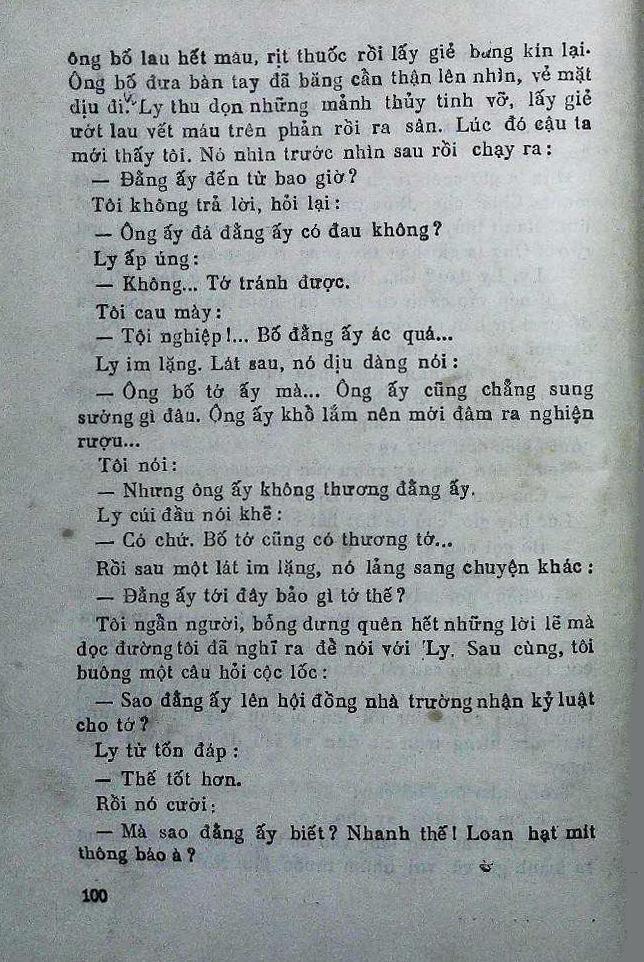 ông bố lau hết máu, rịt thuốc rồi lấy giẻ băng kín lại.
Ông bố đưa bàn tay đã băng cẩn thận lên nhìn, vẻ mặt
dịu đi. Ly thu dọn những mảnh thủy tinh vỡ, lấy giẻ
ướt lau vết máu trên phản rồi ra sân. Lúc đó cậu ta
mới thấy tôi. Nó nhìn trước nhìn sau rồi chạy ra:
— Đằng ấy đến từ bao giờ?
Tôi không trả lời, hỏi lại:
— Ông ấy đá đằng ấy có đau không?
Ly ấp úng:
— Không... Tớ tránh được.
Tôi cau mày:
— Tội nghiệp!... Bố đằng ấy ác quá...
Ly im lặng. Lát sau, nó dịu dàng nói:
— Ông bố tớ ấy mà... Ông ấy cũng chẳng sung
sướng gì đâu. Ông ấy khổ lắm nên mới đâm ra nghiện
rượu...
Tôi nói:
— Nhưng ông ấy không thương đằng ấy.
Ly cúi đầu nói khẽ:
— Có chứ. Bố tớ cũng có thương tớ...
Rồi sau một lát im lặng, nó lảng sang chuyện khác:
— Đằng ấy tới đây bảo gì tớ thế?
Tôi ngần người, bỗng dưng quên hết những lời lẽ mà
dọc đường tôi đã nghĩ ra để nói với Ly. Sau cùng, tôi
buông một câu hỏi cộc lốc:
— Sao đằng ấy lên hội đồng nhà trường nhận kỷ luật
cho tớ?
Ly từ tốn đáp:
— Thế tốt hơn.
Rồi nó cười:
— Mà sao đằng ấy biết? Nhanh thế! Loan hạt mít
thông báo à?
100